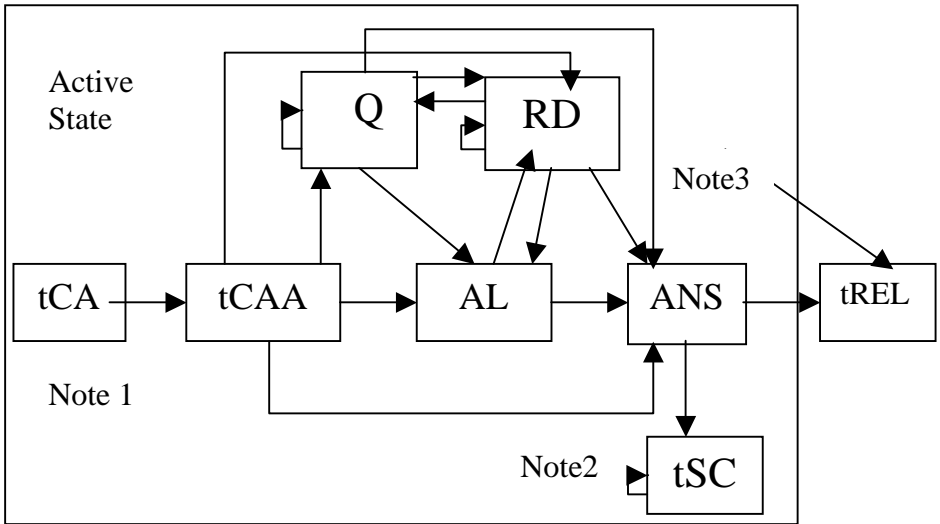 Active
State
Q
RD
Note3
tCA
tCAA
AL
ANS
tREL
Note 1
Note2
tSC